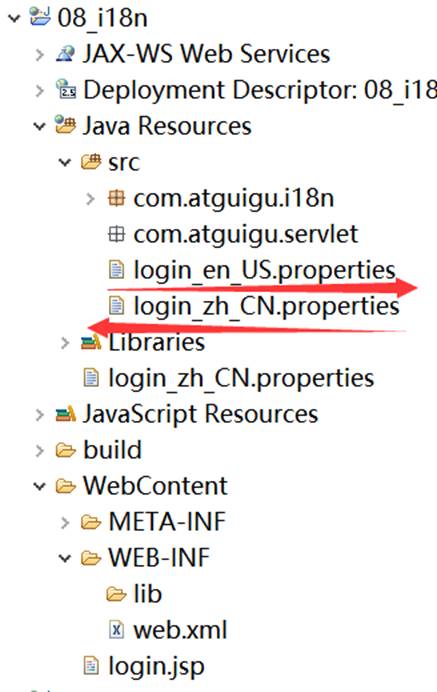 08_i18n
JAX-WS Web Services
Deployment Descriptor: 08_i18
Java Resources
src
com.atguigu.i18n
com.atguigu.servlet
login_en_US.properties
login_zh_CN.properties
Libraries
login_zh_CN.properties
JavaScript Resources
build
WebContent
META-INF
WEB-INF
lib
web.xml
login.jsp